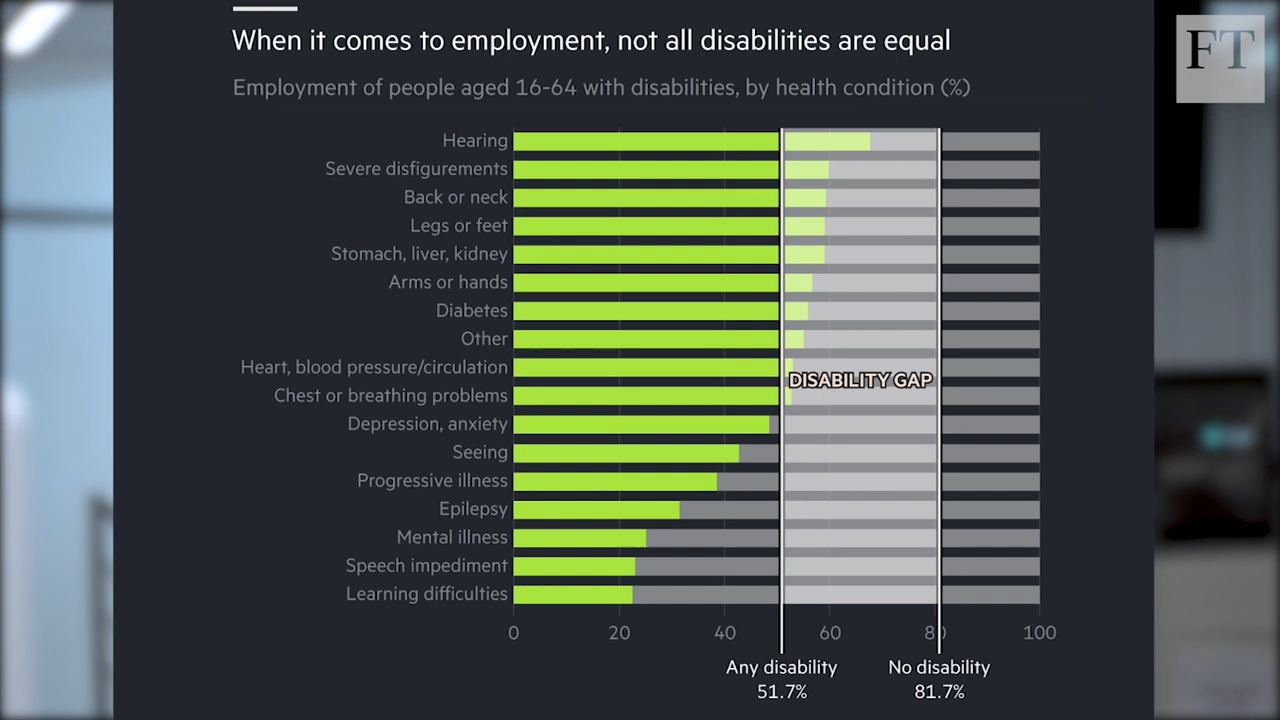 When it comes to employment, not all disabilities are equal
FT
Employment of people aged 16-64 with disabilities, by health condition (%)
Hearing
Severe disfigurements
Back or neck
Legs or feet
Stomach, liver, kidney
Arms or hands
Diabetes
Other
Heart, blood pressure/circulation
DISABILITY GAP
Chest or breathing problems
Depression, anxiety
Seeing
Progressive illness
Epilepsy
Mental illness
Speech impediment
Learning difficulties
0 20 40 60 80 100
Any disability No disability
51.7% 81.7%